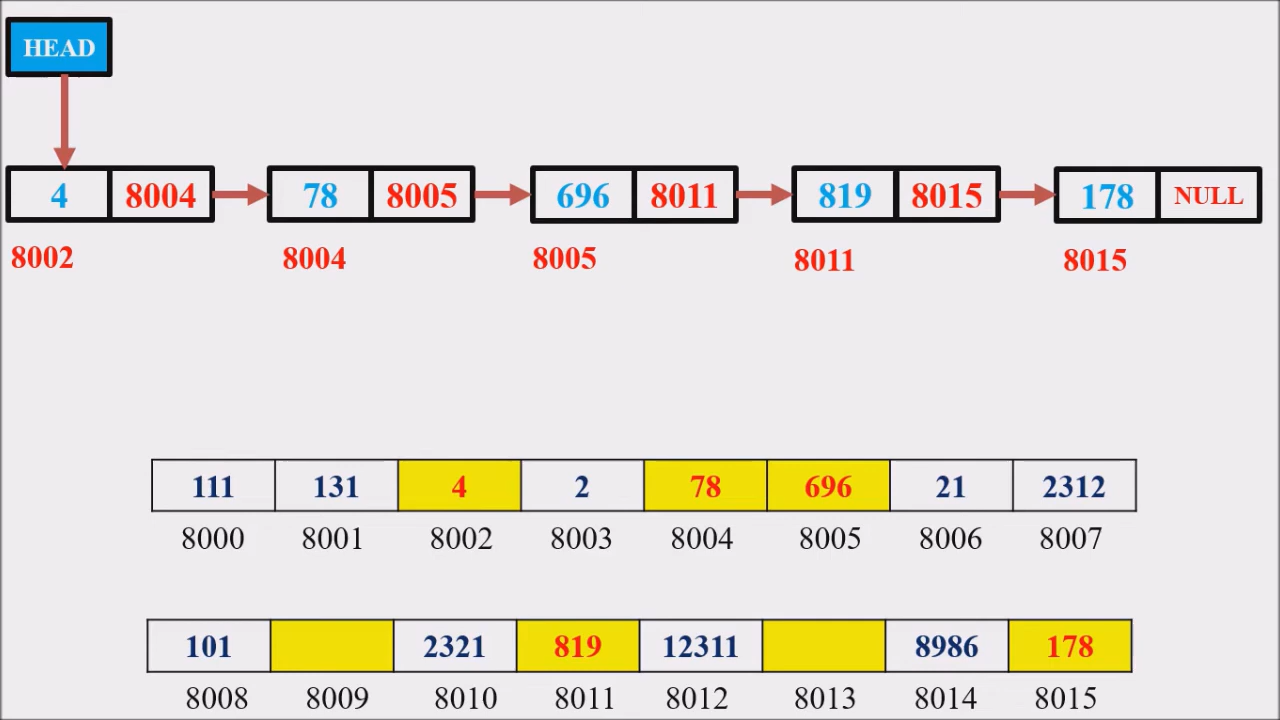 HEAD
4 8004 78 8005 696 8011 819 8015 178 NULL
8002 8004 8005 8011 8015
111 131 4 2 78 696 21 2312
8000 8001 8002 8003 8004 8005 8006 8007
101 2321 819 12311 8986 178
8008 8009 8010 8011 8012 8013 8014 8015